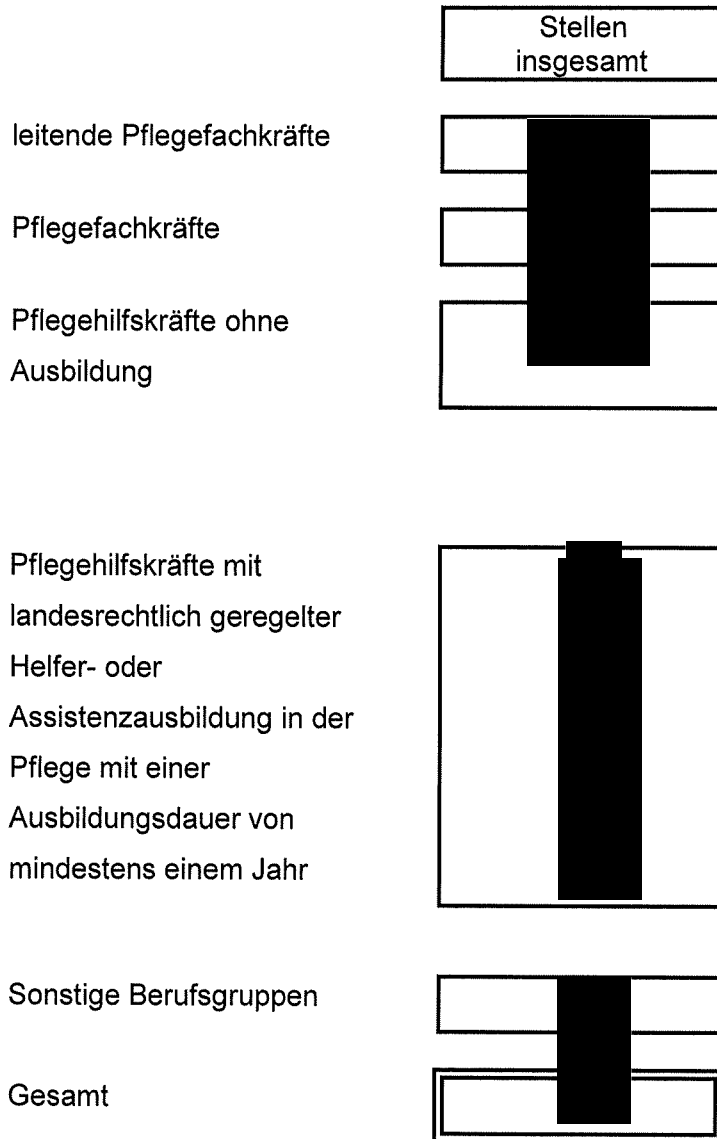 Stellen
insgesamt
leitende Pflegefachkräfte
Pflegefachkräfte
Pflegehilfskräfte ohne
Ausbildung
Pflegehilfskräfte mit
landesrechtlich geregelter
Helfer- oder
Assistenzausbildung in der
Pflege mit einer
Ausbildungsdauer von
mindestens einem Jahr
Sonstige Berufsgruppen
Gesamt